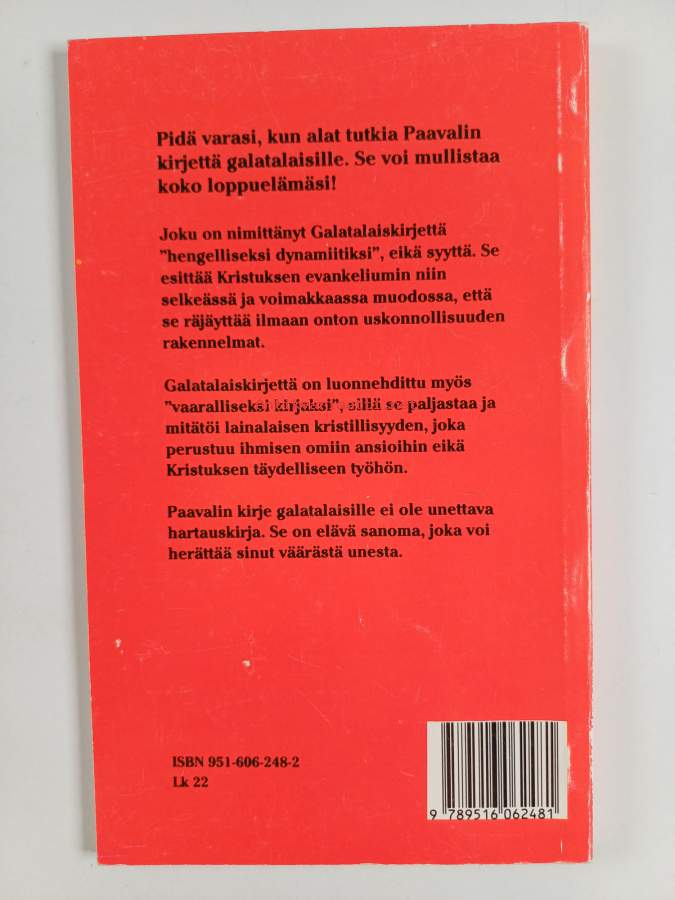 Pidä varasi, kun alat tutkia Paavalin
kirjettä galatalaisille. Se voi mullistaa
koko loppuelämäsi!
Joku on nimittänyt Galatalaiskirjettä
"hengelliseksi dynamiitiksi", eikä syyttä. Se
esittää Kristuksen evankeliumin niin
selkeässä ja voimakkaassa muodossa, että
se räjäyttää ilmaan onton uskonnollisuuden
rakennelmat.
Galatalaiskirjettä on luonnehdittu myös
"vaaralliseksi kirjaksi", sillä se paljastaa ja
mitätöi lainalaisen kristillisyyden, joka
perustuu ihmisen omiin ansioihin eikä
Kristuksen täydelliseen työhön.
Paavalin kirje galatalaisille ei ole unettava
hartauskirja. Se on elävä sanoma, joka voi
herättää sinut väärästä unesta.
ISBN 951-606-248-2
Lk 22
9 789516 062481